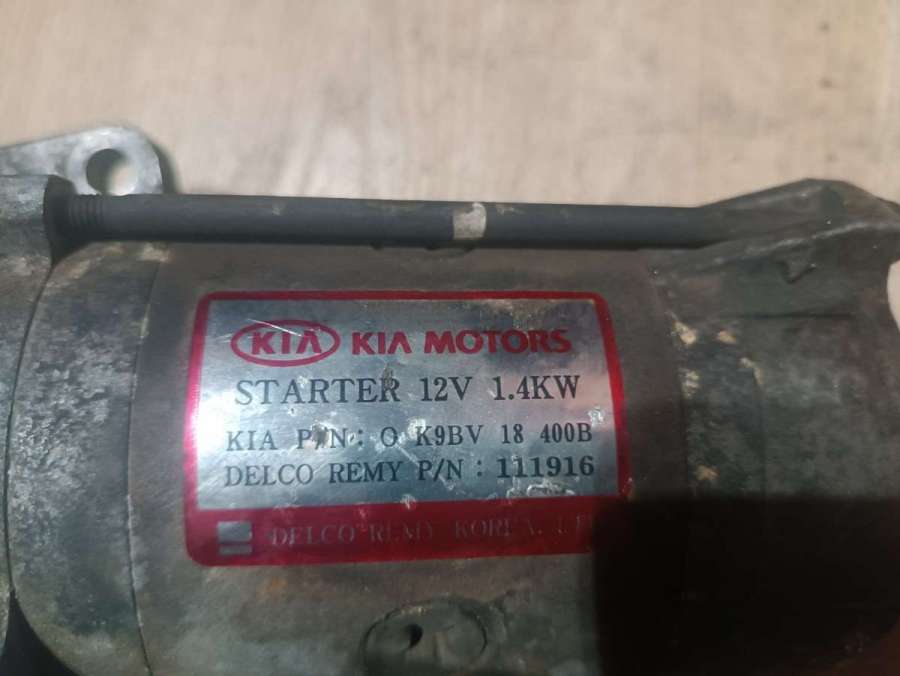 KIA KIA MOTORS
STARTER 12V 1.4KW
KIA P/N: O K9BV 18 400B
DELCO REMY P/N : 111916
DELCO REMY KOREA.